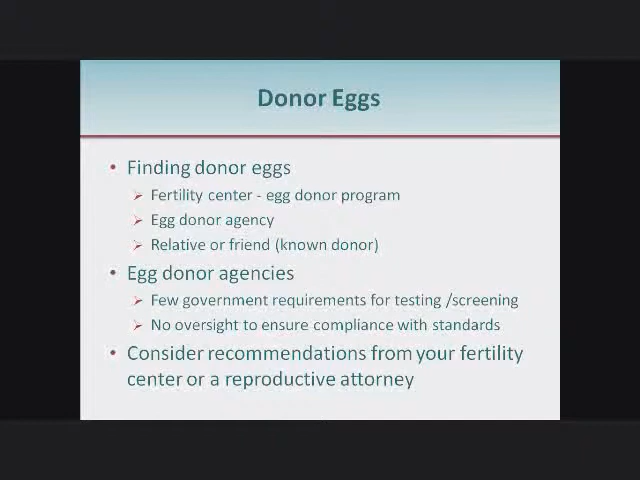 Donor Eggs
• Finding donor eggs
➢ Fertility center - egg donor program
➢ Egg donor agency
➢ Relative or friend (known donor)
• Egg donor agencies
➢ Few government requirements for testing /screening
➢ No oversight to ensure compliance with standards
• Consider recommendations from your fertility
center or a reproductive attorney